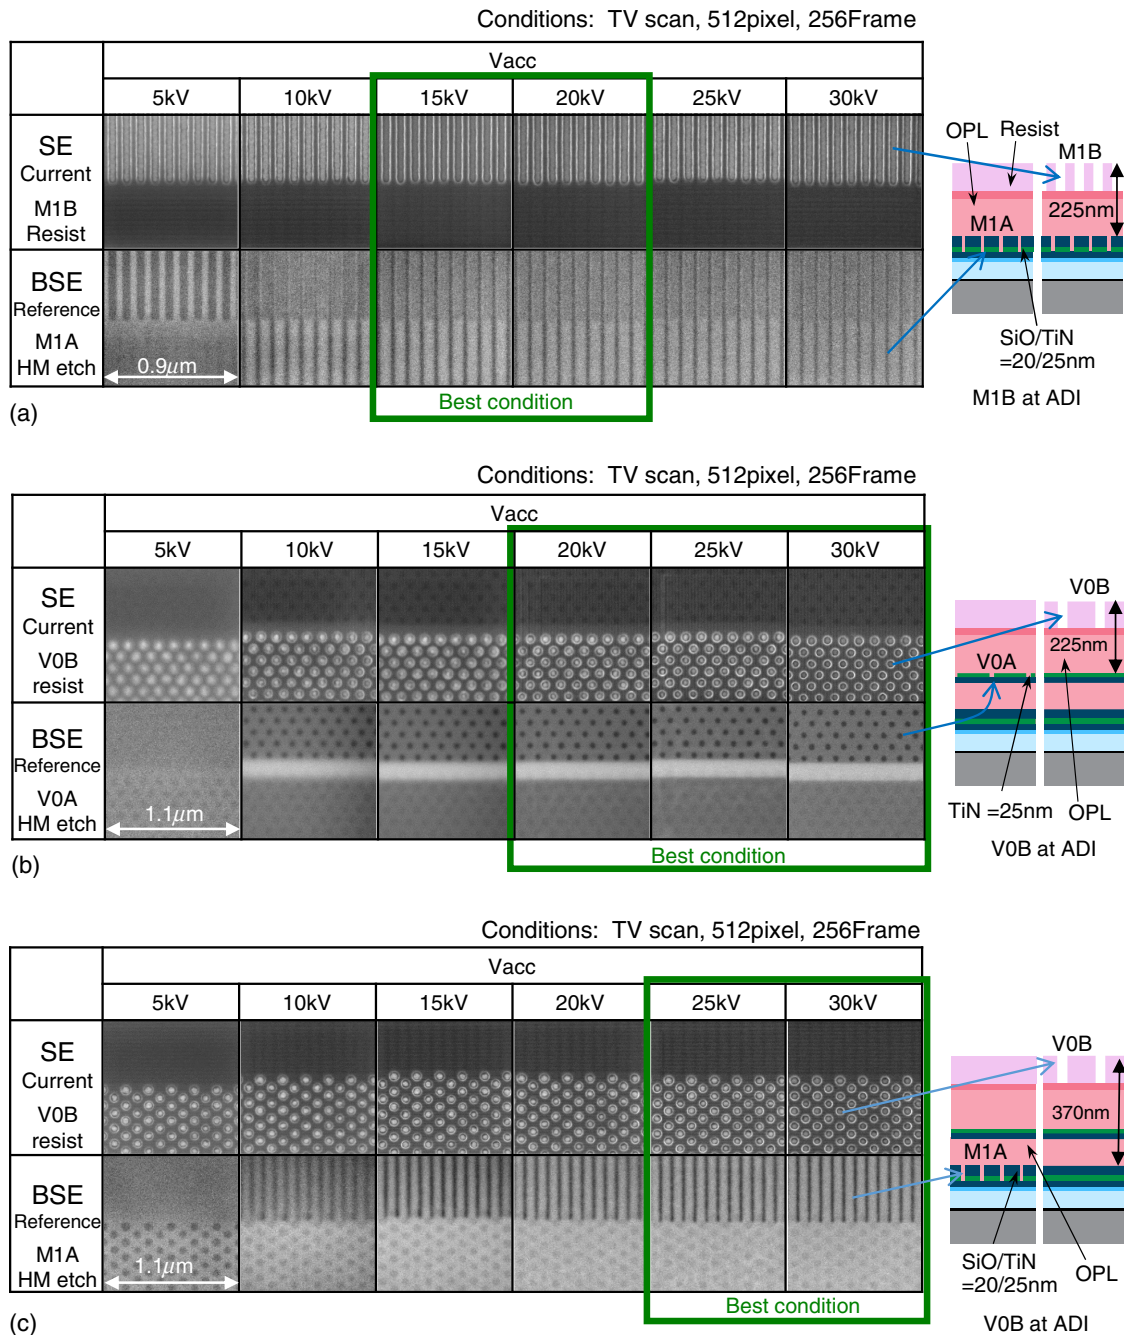 Conditions: TV scan, 512pixel, 256Frame
Vacc
5kV 10kV 15kV 20kV 25kV 30kV
SE
Current
M1B
Resist
BSE
Reference
M1A
HM etch
0.9μm
Best condition
OPL Resist
M1B
225nm
M1A
SiO/TiN
=20/25nm
M1B at ADI
(a)
Conditions: TV scan, 512pixel, 256Frame
Vacc
5kV 10kV 15kV 20kV 25kV 30kV
SE
Current
V0B
resist
BSE
Reference
V0A
HM etch
1.1μm
Best condition
V0B
225nm
V0A
TiN =25nm OPL
V0B at ADI
(b)
Conditions: TV scan, 512pixel, 256Frame
Vacc
5kV 10kV 15kV 20kV 25kV 30kV
SE
Current
V0B
resist
BSE
Reference
M1A
HM etch
1.1μm
Best condition
V0B
370nm
M1A
SiO/TiN
=20/25nm
OPL
V0B at ADI
(c)